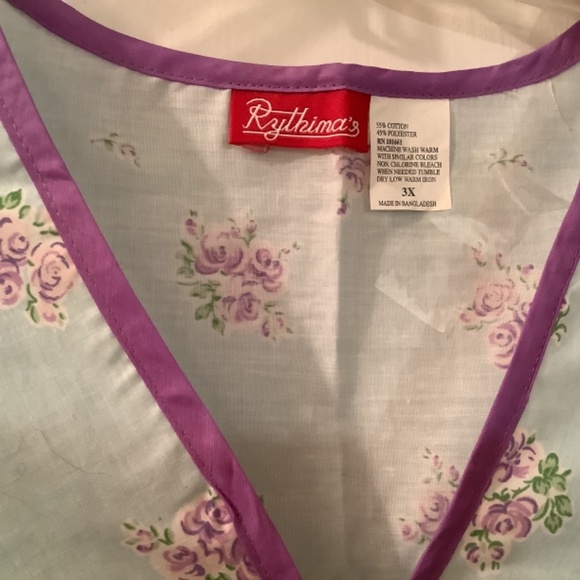 Rythima's
55% COTTON
45% POLYESTER
RN 101661
MACHINE WASH WARM
WITH SIMILAR COLORS
NON CHLORINE BLEACH
WHEN NEEDED TUMBLE
DRY LOW WARM IRON
3X
MADE IN BANGLADESH